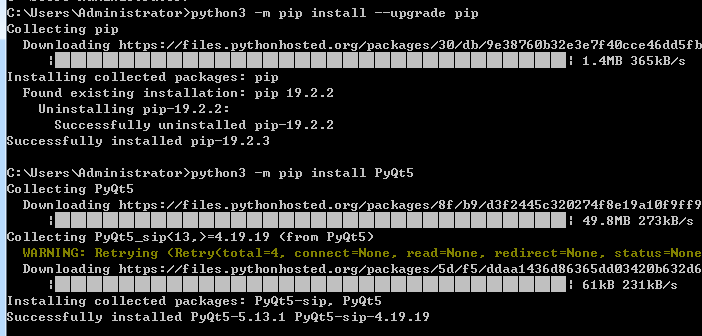 C:\Users\Administrator>python3 -m pip install --upgrade pip
Collecting pip
Downloading https://files.pythonhosted.org/packages/30/db/9e38760b32e3e7f40cce46dd5fb
1.4MB 365kB/s
Installing collected packages: pip
Found existing installation: pip 19.2.2
Uninstalling pip-19.2.2:
Successfully uninstalled pip-19.2.2
Successfully installed pip-19.2.3
C:\Users\Administrator>python3 -m pip install PyQt5
Collecting PyQt5
Downloading https://files.pythonhosted.org/packages/8f/b9/d3f2445c320274f8e19a10f9ff9
49.8MB 273kB/s
Collecting PyQt5_sip<13,>=4.19.19 (from PyQt5)
WARNING: Retrying (Retry(total=4, connect=None, read=None, redirect=None, status=None
Downloading https://files.pythonhosted.org/packages/5d/f5/ddaa1436d86365dd03420b632d6
61kB 231kB/s
Installing collected packages: PyQt5-sip, PyQt5
Successfully installed PyQt5-5.13.1 PyQt5-sip-4.19.19